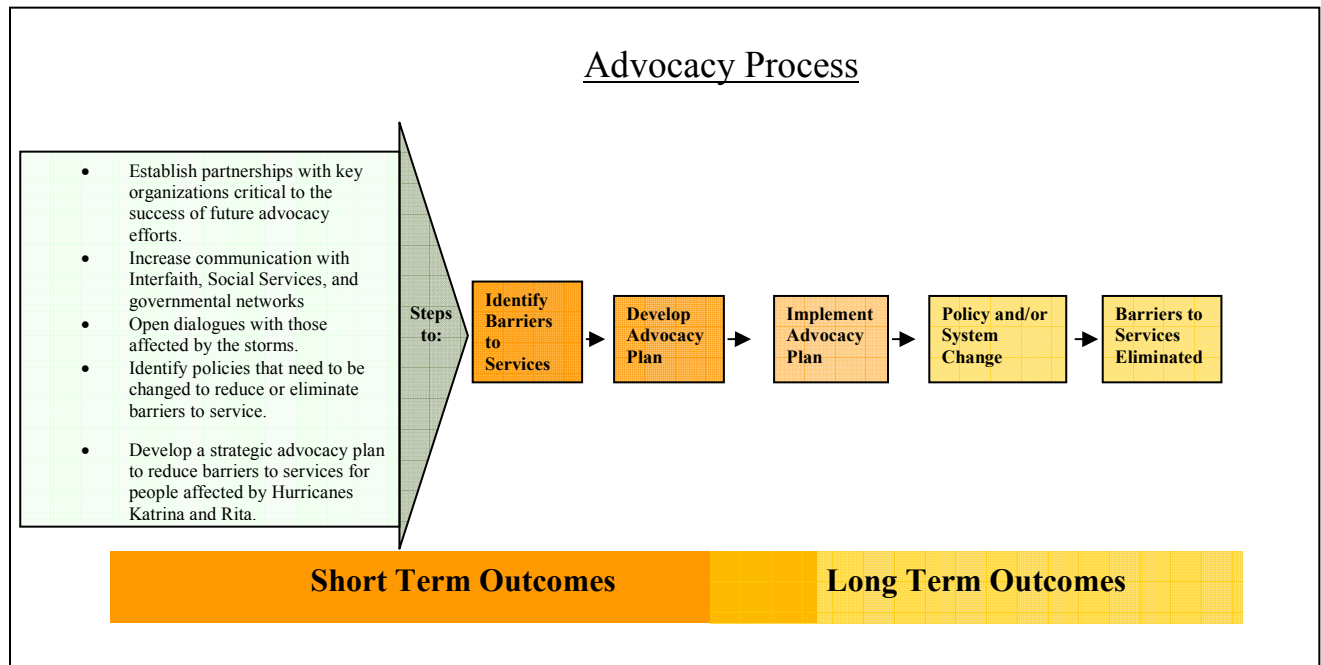 Advocacy Process
• Establish partnerships with key
organizations critical to the
success of future advocacy
efforts.
• Increase communication with
Interfaith, Social Services, and
governmental networks
• Open dialogues with those
affected by the storms.
• Identify policies that need to be
changed to reduce or eliminate
barriers to service.
• Develop a strategic advocacy plan
to reduce barriers to services for
people affected by Hurricanes
Katrina and Rita.
Steps
to:
Identify
Barriers
to
Services
Develop
Advocacy
Plan
Implement
Advocacy
Plan
Policy and/or
System
Change
Barriers to
Services
Eliminated
Short Term Outcomes
Long Term Outcomes